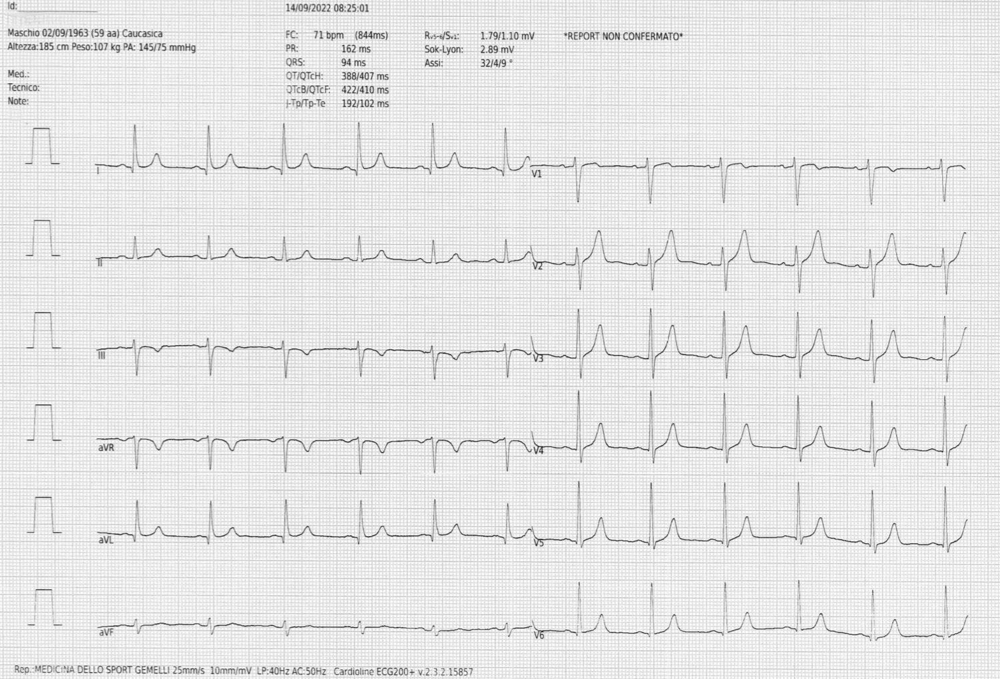 Id:
14/09/2022 08:25:01
Maschio 02/09/1963 (59 aa) Caucasica
Altezza:185 cm Peso:107 kg PA: 145/75 mmHg
Med.:
Tecnico:
Note:
FC: 71 bpm (844ms)
PR: 162 ms
QRS: 94 ms
QT/QTcH: 388/407 ms
QTcB/QTcF: 422/410 ms
J-Tp/Tp-Te 192/102 ms
Rv5-6/Sv1: 1.79/1.10 mV
Sok-Lyon: 2.89 mV
Assi: 32/4/9 °
*REPORT NON CONFERMATO*
I
V1
II
V2
III
V3
aVR
V4
aVL
V5
aVF
V6
Rep.:MEDICINA DELLO SPORT GEMELLI 25mm/s 10mm/mV LP:40Hz AC:50Hz Cardioline ECG200+ v.2.3.2.15857